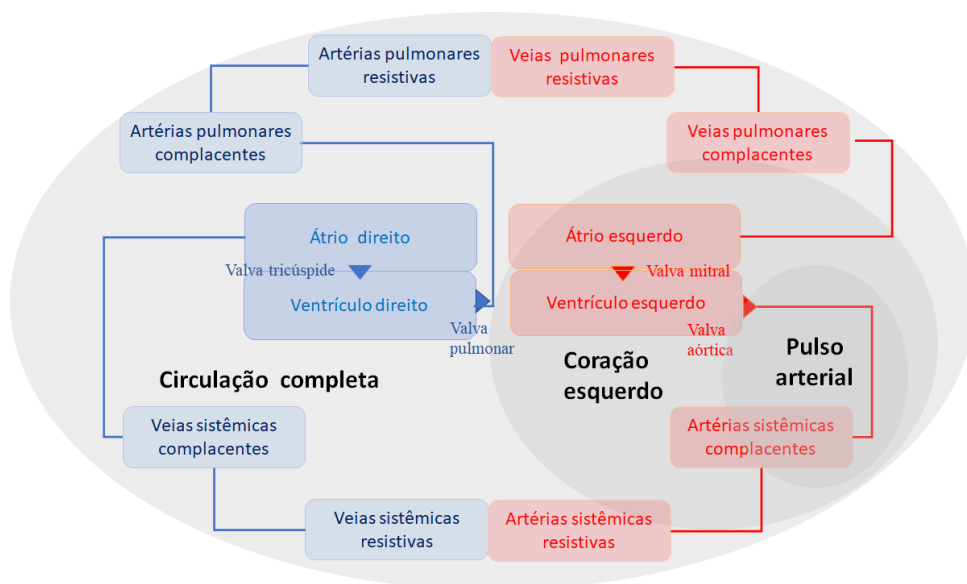 Artérias pulmonares
resistivas
Veias pulmonares
resistivas
Artérias pulmonares
complacentes
Veias pulmonares
complacentes
Átrio direito
Átrio esquerdo
Valva tricúspide
Valva mitral
Ventrículo direito
Ventrículo esquerdo
Valva
pulmonar
Valva
aórtica
Circulação completa
Coração
esquerdo
Pulso
arterial
Veias sistêmicas
complacentes
Artérias sistêmicas
complacentes
Veias sistêmicas
resistivas
Artérias sistêmicas
resistivas